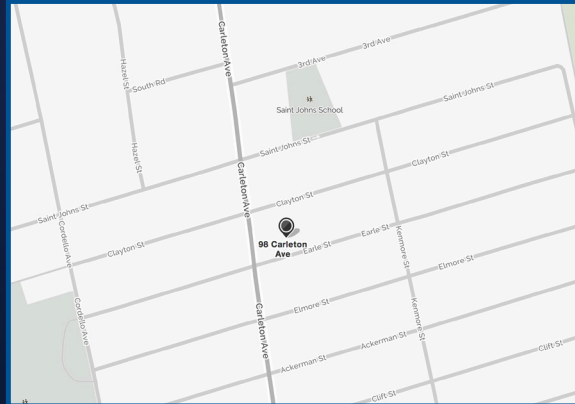 Carleton Ave
3rd Ave
3rd Ave
Hazel St
South Rd
Saint Johns School
Saint Johns St
Hazel St
Saint Johns St
Clayton St
Carleton Ave
Clayton St
Saint Johns St
Cordello Ave
Clayton St
98 Carleton
Ave
Earle St
Earle St
Kenmore St
Elmore St
Cordello Ave
Carleton Ave
Elmore St
Kenmore St
Ackerman St
Ackerman St
Clift St
Clift St